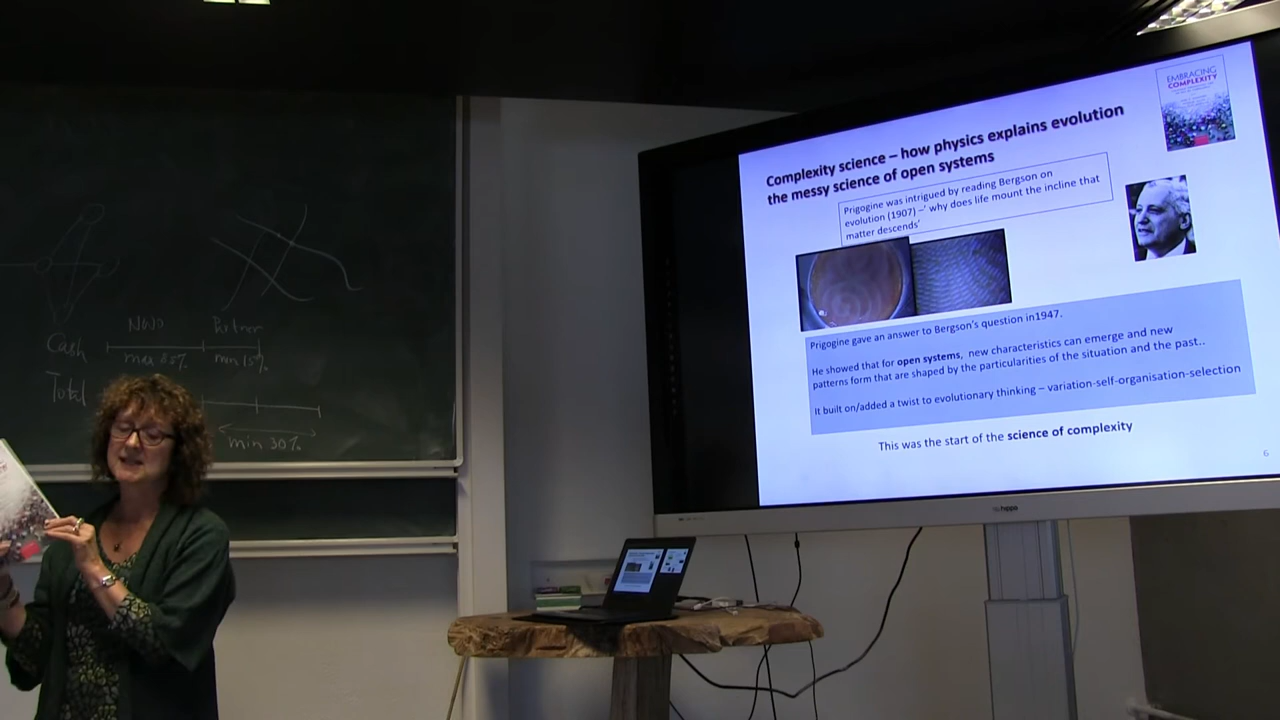 Cash
max 85%
min 15%
Total
min 30%
EMBRACING
COMPLEXITY
Complexity science – how physics explains evolution
the messy science of open systems
Prigogine was intrigued by reading Bergson on
evolution (1907) –' why does life mount the incline that
matter descends'
Prigogine gave an answer to Bergson's question in1947.
He showed that for open systems, new characteristics can emerge and new
patterns form that are shaped by the particularities of the situation and the past..
It built on/added a twist to evolutionary thinking – variation-self-organisation-selection
This was the start of the science of complexity
6